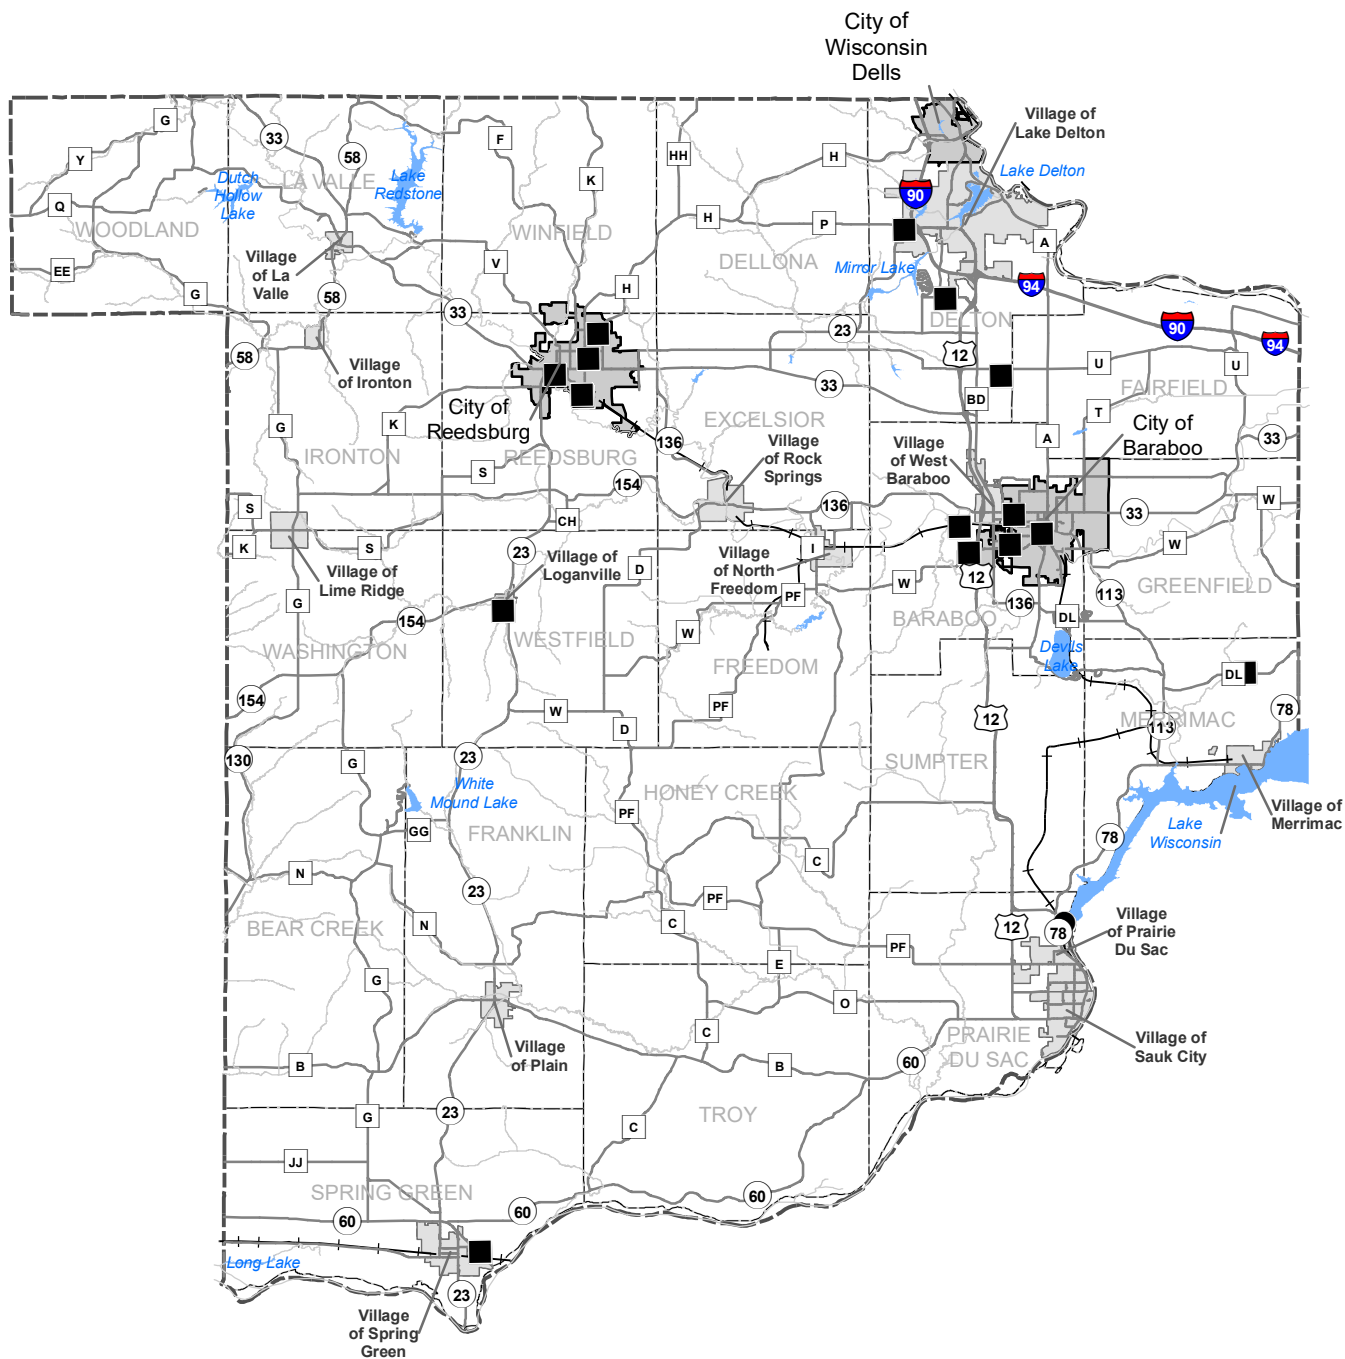 City of
Wisconsin
Dells
Village of
Lake Delton
G
33
F
Y
58
HH
H
K
LA VALLE
Lake
Redstone
Dutch
Hollow
Lake
Lake Delton
90
Q
WOODLAND
H
P
WINFIELD
A
Village
of La
Valle
EE
V
DELLONA
Mirror Lake
G
58
H
94
33
DELTON
23
90
94
58
Village
of Ironton
12
U
U
33
FAIRFIELD
BD
T
City of
Reedsburg
K
G
EXCELSIOR
City of
Baraboo
A
33
136
Village
of Rock
Springs
Village
of West
Baraboo
IRONTON
REEDSBURG
S
154
S
136
W
33
CH
K
S
23
Village of
Loganville
I
W
Village of
Lime Ridge
D
Village
of North
Freedom
12
W
GREENFIELD
PF
113
G
136
DL
154
BARABOO
W
WESTFIELD
WASHINGTON
FREEDOM
Devils
Lake
DL
154
PF
W
78
12
MERRIMAC
113
D
130
G
23
SUMPTER
White
Mound Lake
HONEY CREEK
PF
Village of
Merrimac
GG
FRANKLIN
Lake
Wisconsin
78
C
N
23
PF
Village
of Prairie
Du Sac
BEAR CREEK
N
C
12
78
PF
E
G
O
C
PRAIRIE
DU SAC
Village of
Sauk City
Village
of Plain
B
B
60
G
23
TROY
C
JJ
SPRING GREEN
60
60
60
Long Lake
23
Village
of Spring
Green